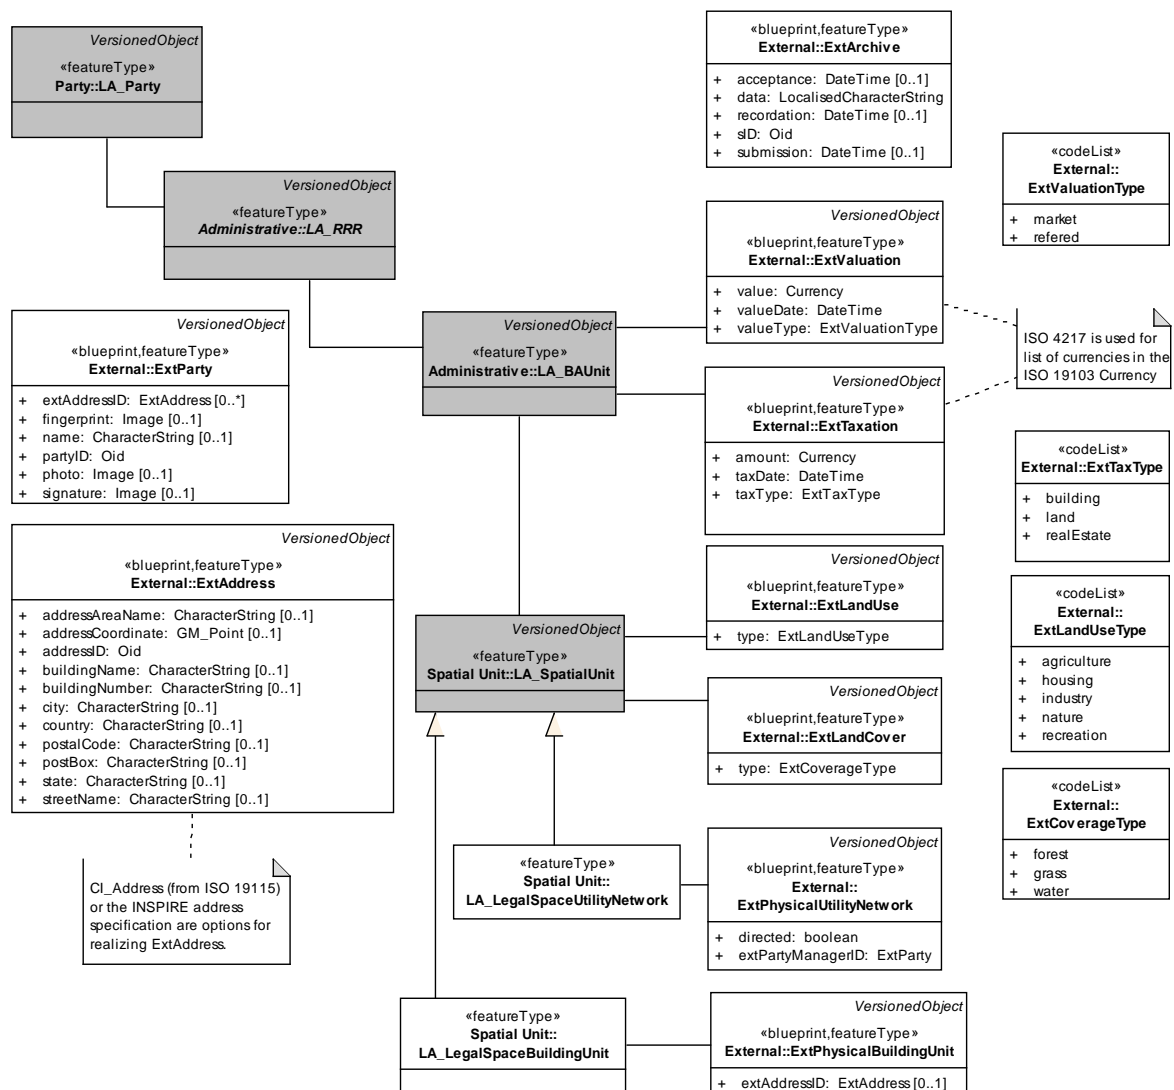 VersionedObject
«featureType»
Party::LA_Party
VersionedObject
«featureType»
Administrative::LA_RRR
VersionedObject
«blueprint,featureType»
External::ExtParty
+ extAddressID: ExtAddress [0..*]
+ fingerprint: Image [0..1]
+ name: CharacterString [0..1]
+ partyID: Oid
+ photo: Image [0..1]
+ signature: Image [0..1]
VersionedObject
«blueprint,featureType»
External::ExtAddress
+ addressAreaName: CharacterString [0..1]
+ addressCoordinate: GM_Point [0..1]
+ addressID: Oid
+ buildingName: CharacterString [0..1]
+ buildingNumber: CharacterString [0..1]
+ city: CharacterString [0..1]
+ country: CharacterString [0..1]
+ postalCode: CharacterString [0..1]
+ postBox: CharacterString [0..1]
+ state: CharacterString [0..1]
+ streetName: CharacterString [0..1]
CI_Address (from ISO 19115)
or the INSPIRE address
specification are options for
realizing ExtAddress.
VersionedObject
«featureType»
Administrative::LA_BAUnit
VersionedObject
«featureType»
Spatial Unit::LA_SpatialUnit
«featureType»
Spatial Unit::
LA_LegalSpaceUtilityNetwork
«featureType»
Spatial Unit::
LA_LegalSpaceBuildingUnit
«blueprint,featureType»
External::ExtArchive
+ acceptance: DateTime [0..1]
+ data: LocalisedCharacterString
+ recordation: DateTime [0..1]
+ sID: Oid
+ submission: DateTime [0..1]
VersionedObject
«blueprint,featureType»
External::ExtValuation
+ value: Currency
+ valueDate: DateTime
+ valueType: ExtValuationType
VersionedObject
«blueprint,featureType»
External::ExtTaxation
+ amount: Currency
+ taxDate: DateTime
+ taxType: ExtTaxType
VersionedObject
«blueprint,featureType»
External::ExtLandUse
+ type: ExtLandUseType
VersionedObject
«blueprint,featureType»
External::ExtLandCover
+ type: ExtCoverageType
VersionedObject
«blueprint,featureType»
External::
ExtPhysicalUtilityNetwork
+ directed: boolean
+ extPartyManagerID: ExtParty
VersionedObject
«blueprint,featureType»
External::ExtPhysicalBuildingUnit
+ extAddressID: ExtAddress [0..1]
«codeList»
External::
ExtValuationType
+ market
+ refered
ISO 4217 is used for
list of currencies in the
ISO 19103 Currency
«codeList»
External::ExtTaxType
+ building
+ land
+ realEstate
«codeList»
External::
ExtLandUseType
+ agriculture
+ housing
+ industry
+ nature
+ recreation
«codeList»
External::
ExtCoverageType
+ forest
+ grass
+ water